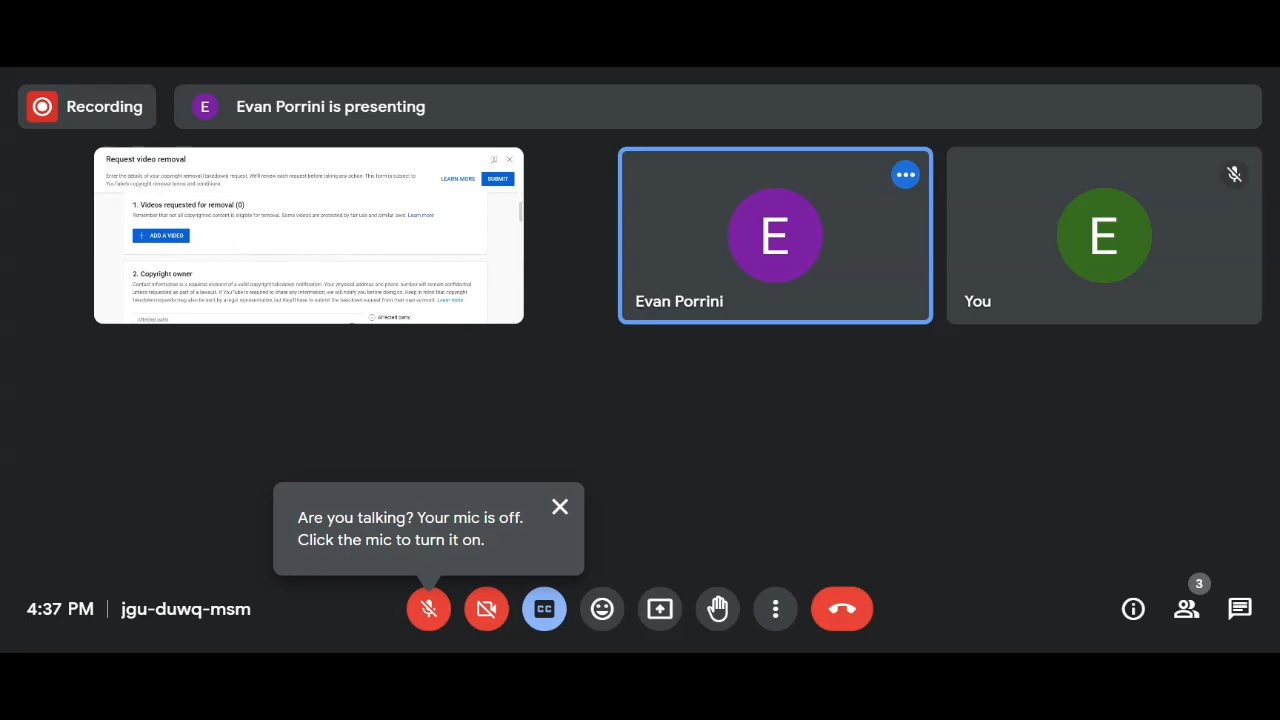 Recording
E
Evan Porrini is presenting
Request video removal
Enter the details of your copyright removal (takedown) request. We'll review each request before taking any action. This form is subject to
YouTube's copyright removal terms and conditions
LEARN MORE
SUBMIT
1. Videos requested for removal (0)
Remember that not all copyrighted content is eligible for removal. Some videos are protected by fair use and similar laws. Learn more
+ ADD A VIDEO
2. Copyright owner
Contact information is a required element of a valid copyright takedown notification. Your physical address and phone number will remain confidential
unless requested as part of a lawsuit. If YouTube is required to share any information, we will notify you before doing so. Keep in mind that copyright
takedown requests may also be sent by a legal representative, but they'll have to submit the takedown request from their own account. Learn more
Affected party
Affected party
E
Evan Porrini
E
You
Are you talking? Your mic is off.
Click the mic to turn it on.
4:37 PM
jgu-duwq-msm
CC
3